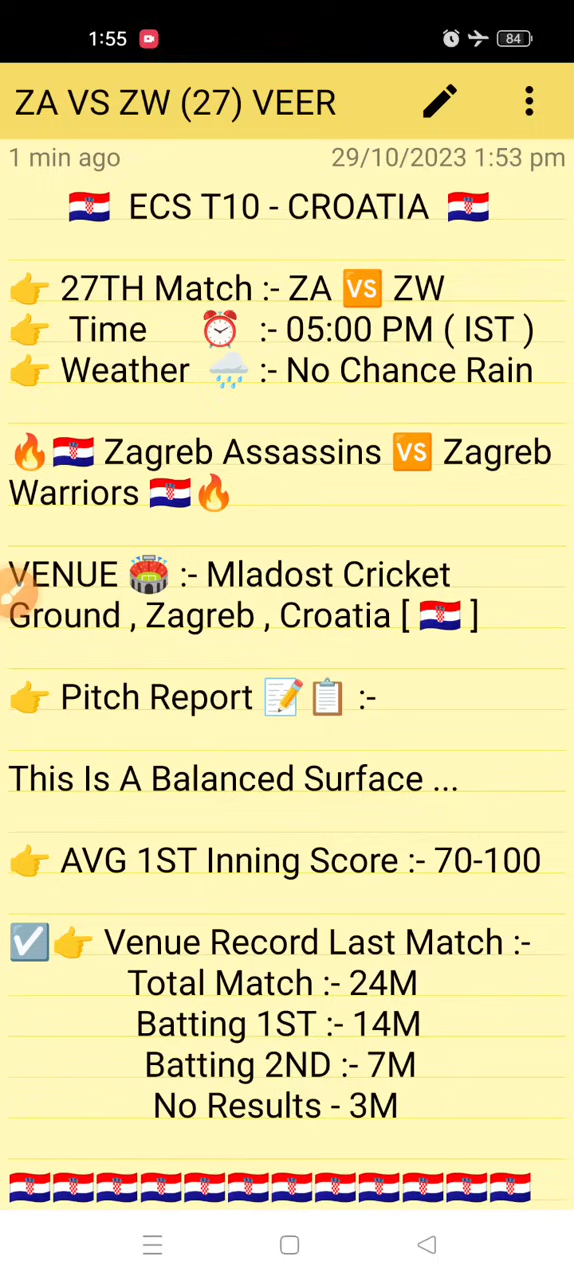 1:55
84
ZA VS ZW (27) VEER
1 min ago 29/10/2023 1:53 pm
🇭🇷 ECS T10 - CROATIA 🇭🇷
👉 27TH Match :- ZA 🆚 ZW
👉 Time ⏰ :- 05:00 PM ( IST )
👉 Weather 🌧️ :- No Chance Rain
🔥🇭🇷 Zagreb Assassins 🆚 Zagreb
Warriors 🇭🇷🔥
VENUE 🏟️ :- Mladost Cricket
Ground , Zagreb , Croatia [ 🇭🇷 ]
👉 Pitch Report 📝📋 :-
This Is A Balanced Surface ...
👉 AVG 1ST Inning Score :- 70-100
☑️👉 Venue Record Last Match :-
Total Match :- 24M
Batting 1ST :- 14M
Batting 2ND :- 7M
No Results - 3M
🇭🇷🇭🇷🇭🇷🇭🇷🇭🇷🇭🇷🇭🇷🇭🇷🇭🇷🇭🇷🇭🇷🇭🇷